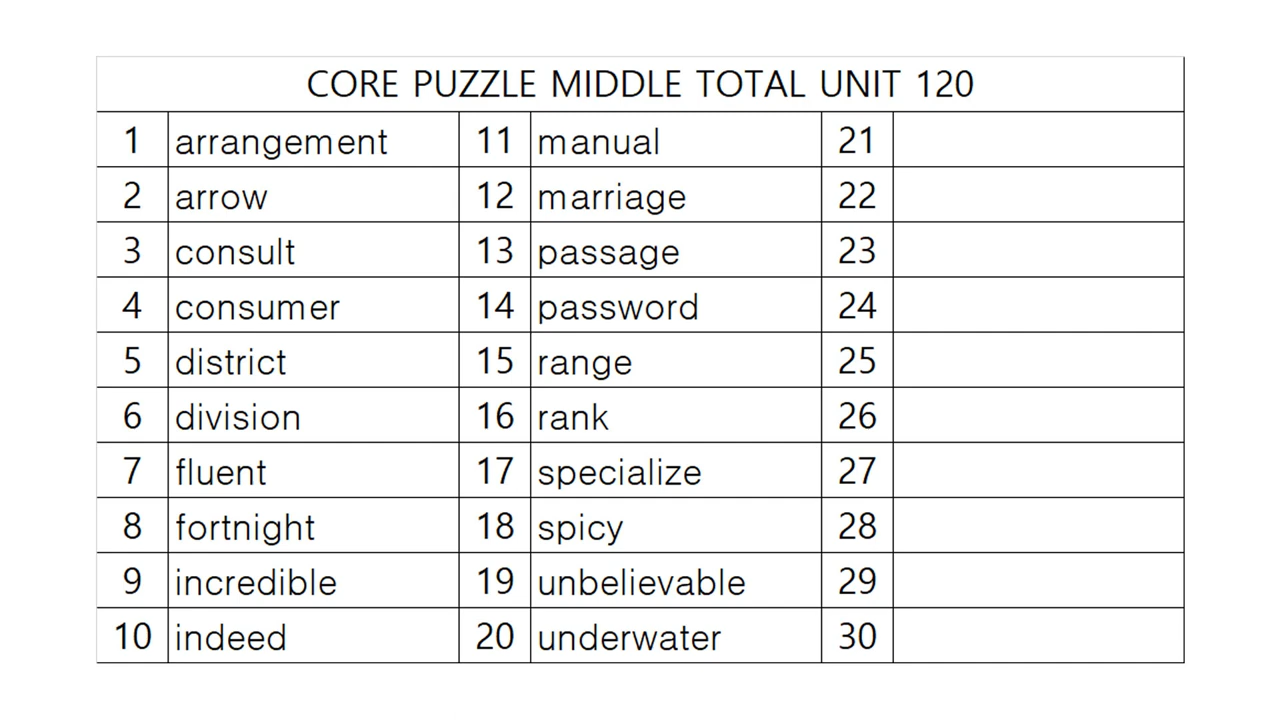 CORE PUZZLE MIDDLE TOTAL UNIT 120
1 arrangement 11 manual 21
2 arrow 12 marriage 22
3 consult 13 passage 23
4 consumer 14 password 24
5 district 15 range 25
6 division 16 rank 26
7 fluent 17 specialize 27
8 fortnight 18 spicy 28
9 incredible 19 unbelievable 29
10 indeed 20 underwater 30